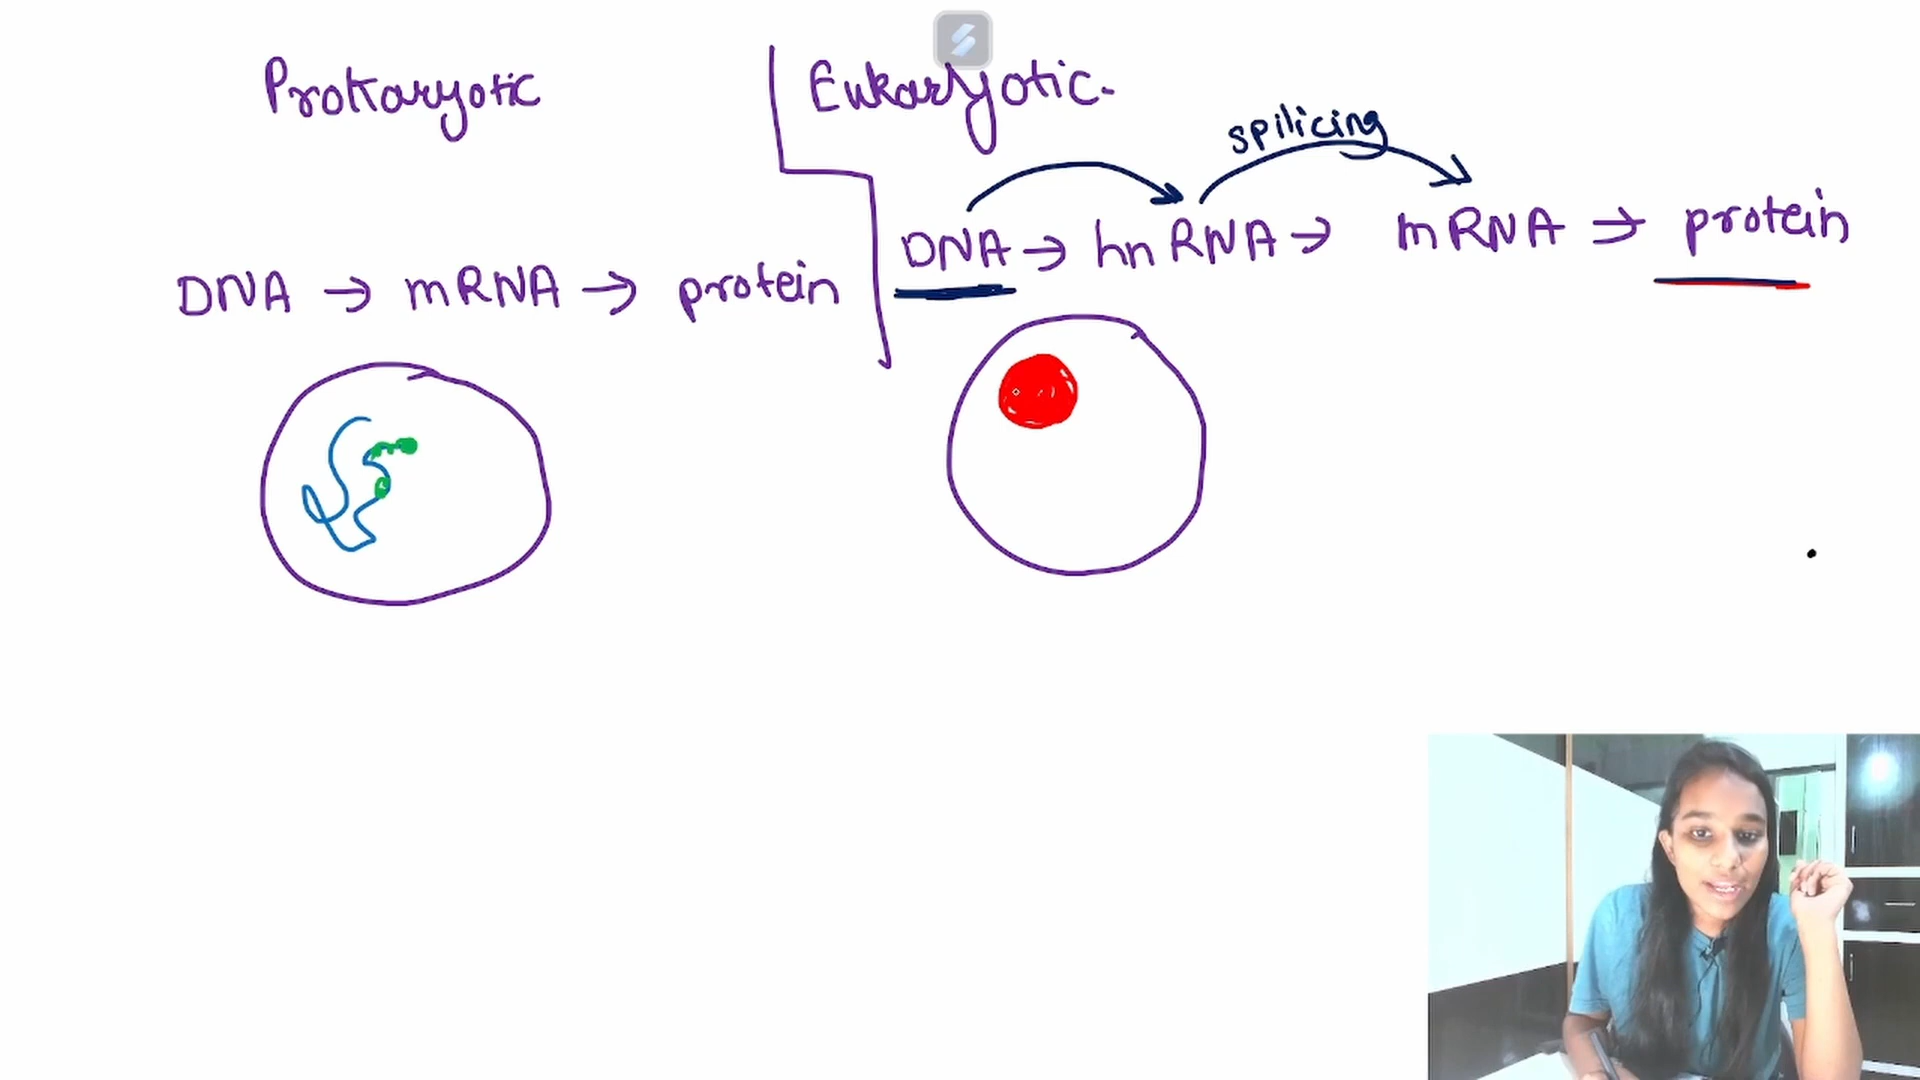 Prokaryotic
DNA → mRNA → protein
Eukaryotic.
spilicing
DNA → hnRNA → mRNA → protein